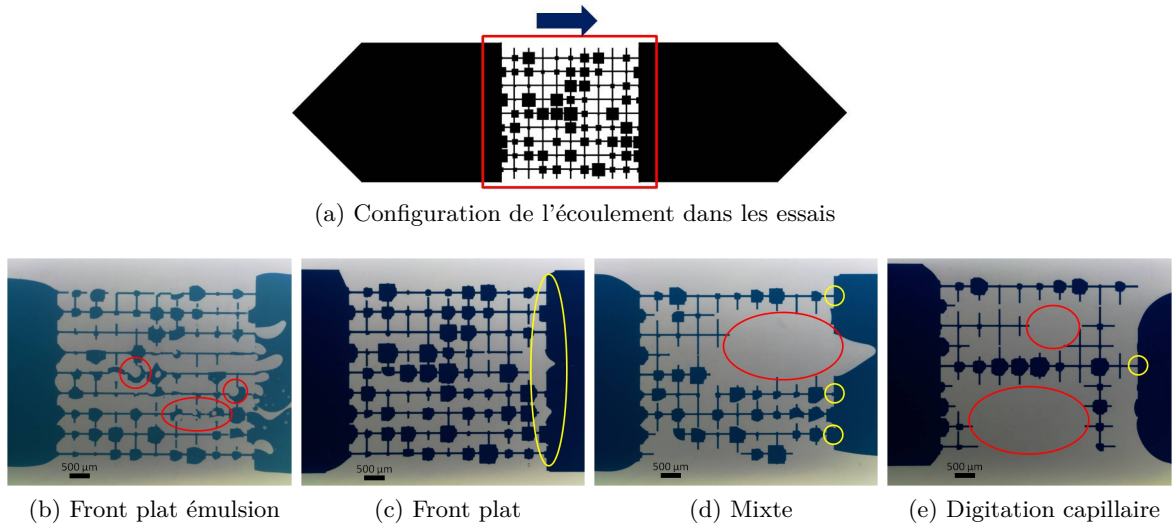 (a) Configuration de l'écoulement dans les essais
500 µm
500 µm
500 µm
500 µm
(b) Front plat émulsion
(c) Front plat
(d) Mixte
(e) Digitation capillaire